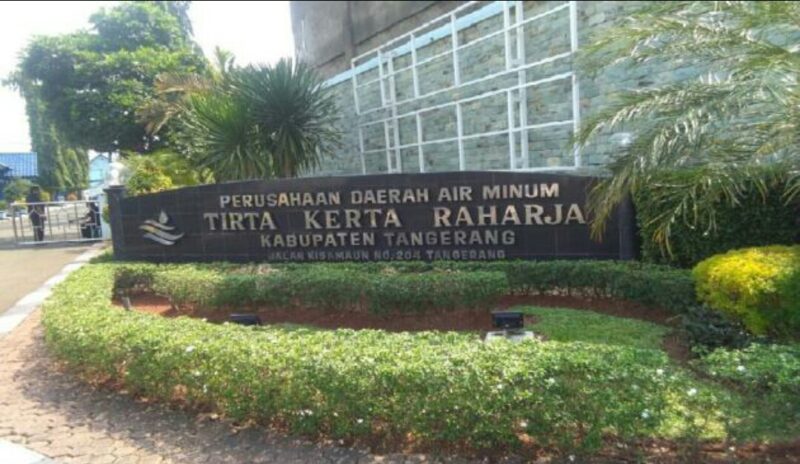 PERUSAHAAN DAERAH AIR MINUM
TIRTA KERTA RAHARJA
KABUPATEN TANGERANG
JALAN KISAMAUN NO. 204 TANGERANG